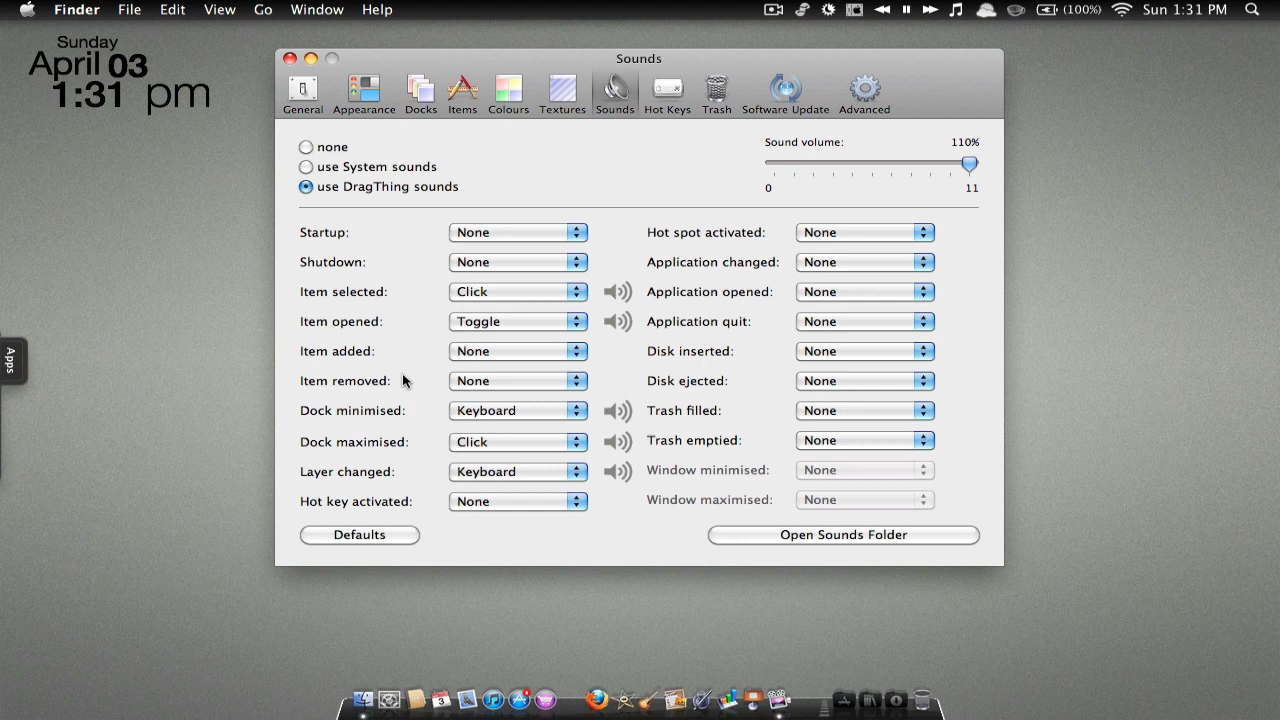 Finder File Edit View Go Window Help (100%) Sun 1:31 PM
Sunday
April 03
1:31 pm
Sounds
General Appearance Docks Items Colours Textures Sounds Hot Keys Trash Software Update Advanced
none
use System sounds
use DragThing sounds
Sound volume: 110%
0 11
Startup: None Hot spot activated: None
Shutdown: None Application changed: None
Item selected: Click Application opened: None
Item opened: Toggle Application quit: None
Item added: None Disk inserted: None
Item removed: None Disk ejected: None
Dock minimised: Keyboard Trash filled: None
Dock maximised: Click Trash emptied: None
Layer changed: Keyboard Window minimised: None
Hot key activated: None Window maximised: None
Defaults Open Sounds Folder
Apps
3